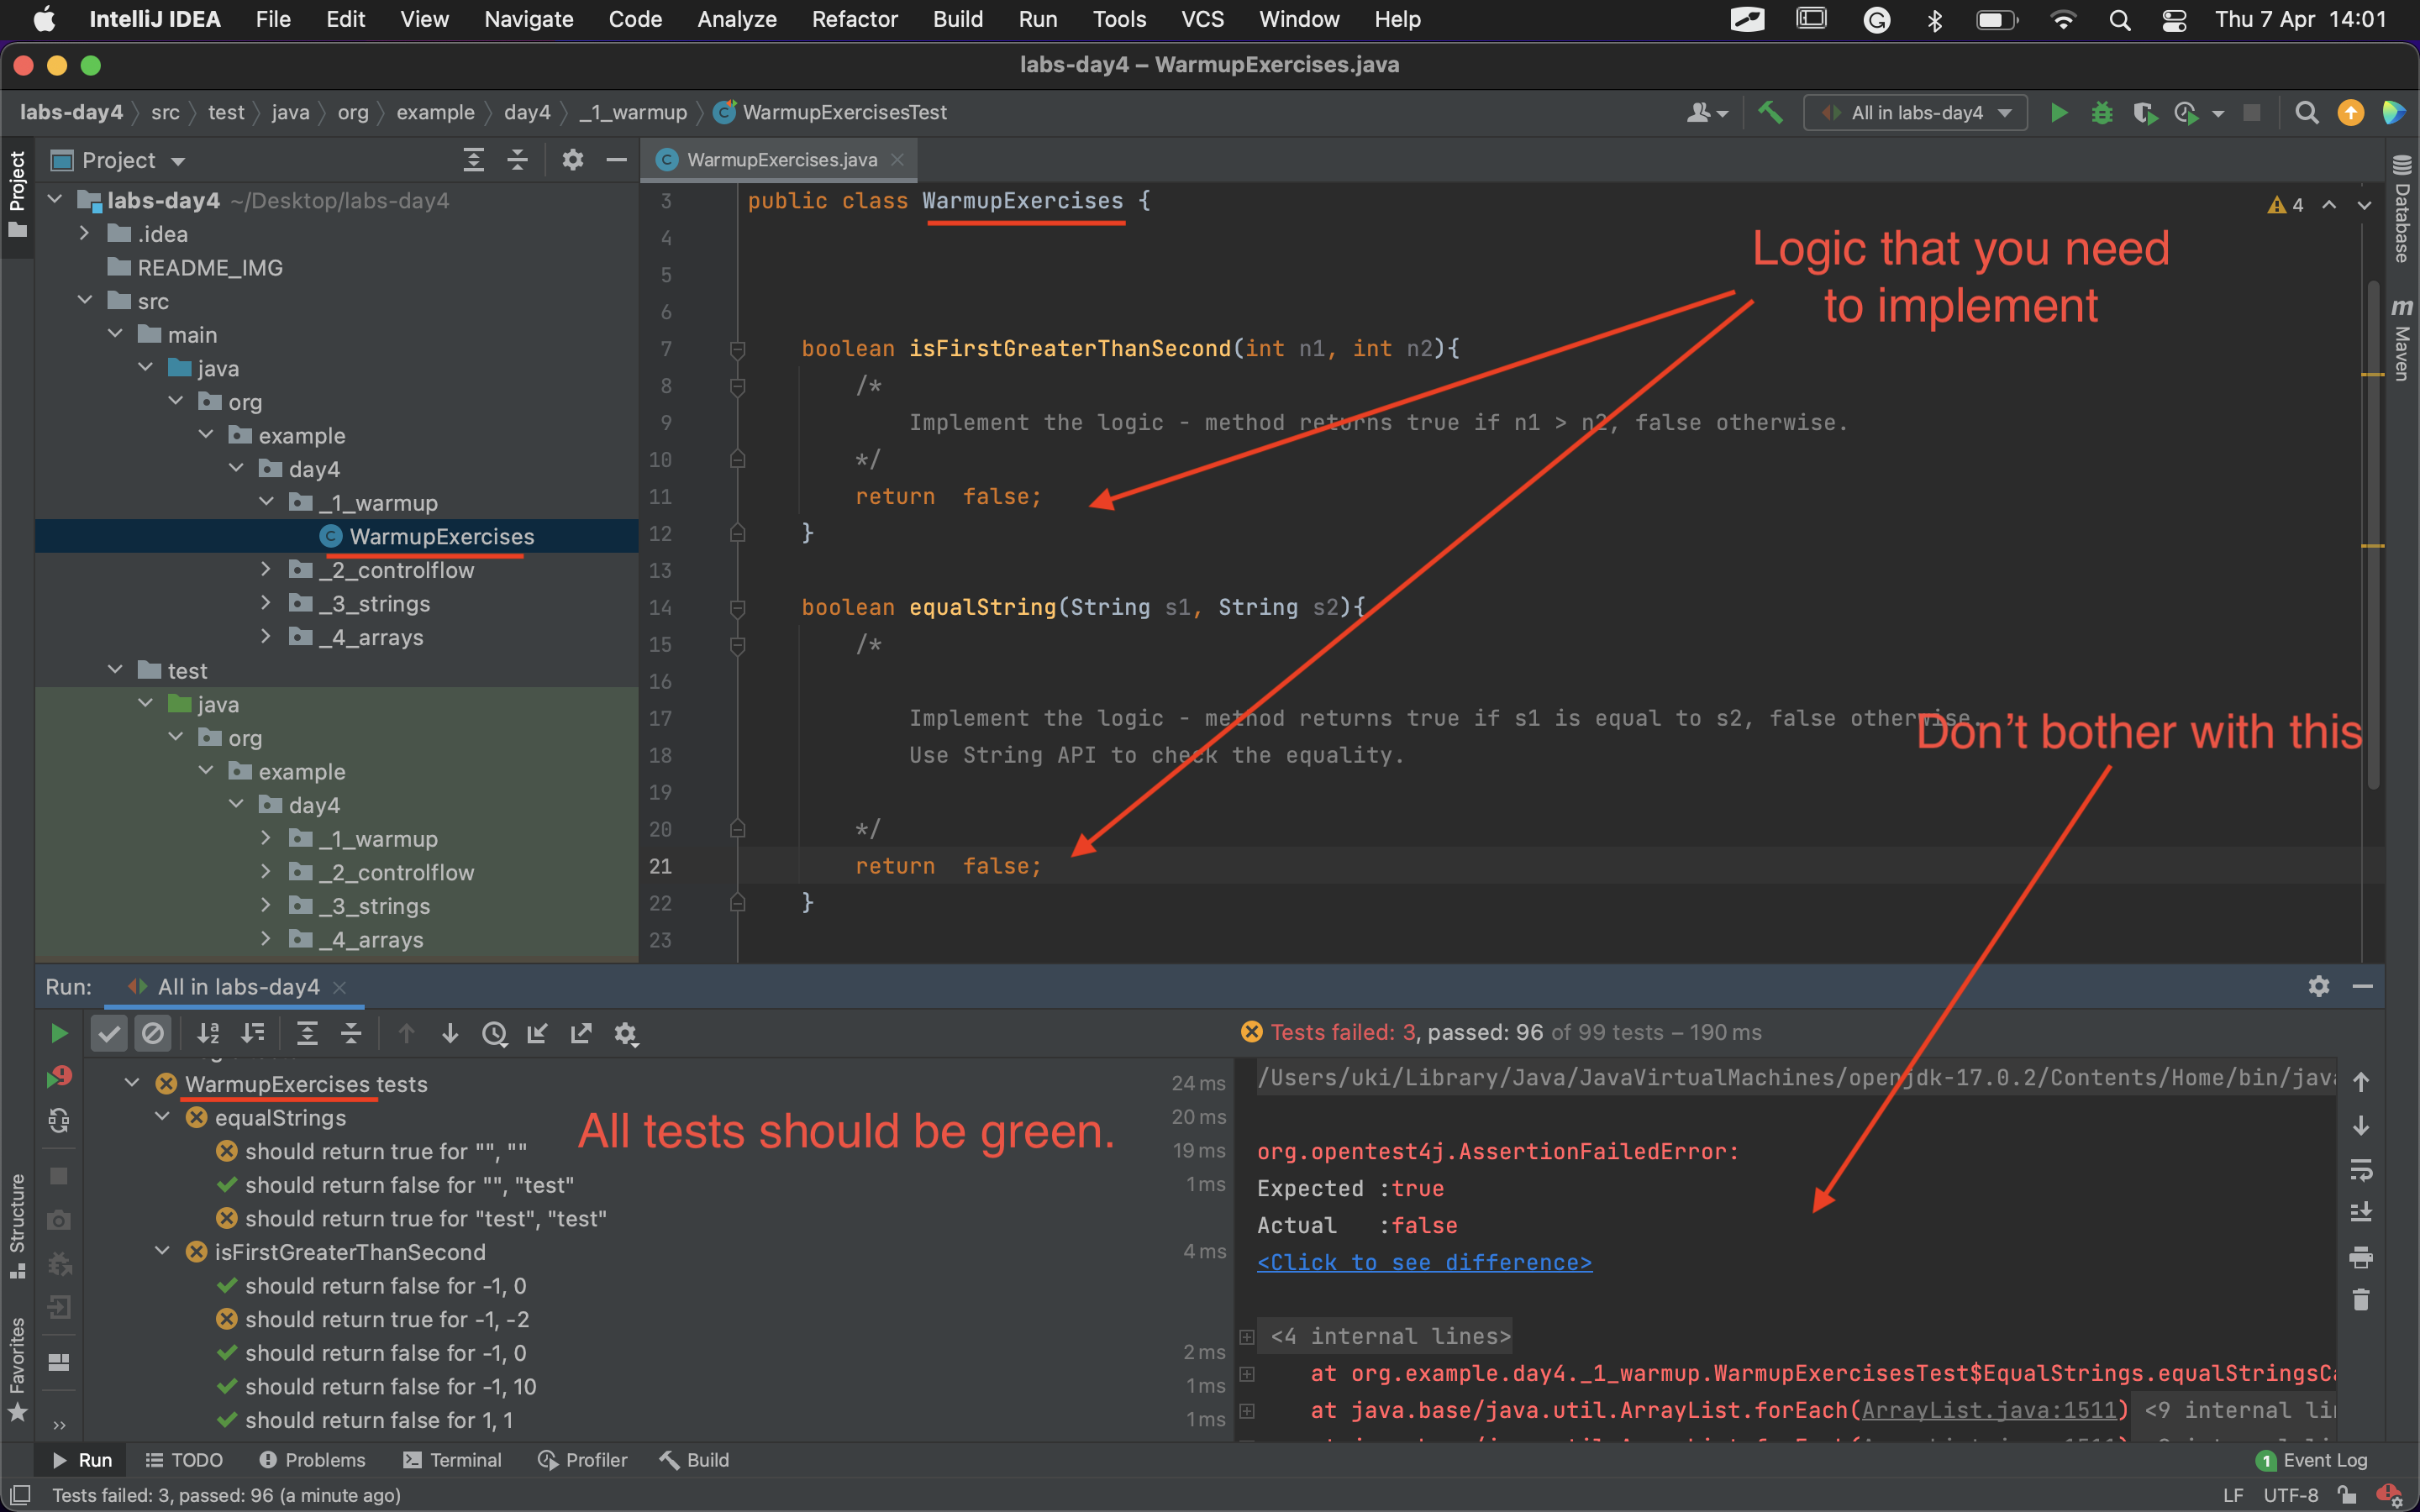 IntelliJ IDEA File Edit View Navigate Code Analyze Refactor Build Run Tools VCS Window Help Thu 7 Apr 14:01
labs-day4 – WarmupExercises.java
labs-day4 src test java org example day4 _1_warmup WarmupExercisesTest
All in labs-day4
Project
Project
WarmupExercises.java
labs-day4 ~/Desktop/labs-day4
.idea
README_IMG
src
main
java
org
example
day4
_1_warmup
WarmupExercises
_2_controlflow
_3_strings
_4_arrays
test
java
org
example
day4
_1_warmup
_2_controlflow
_3_strings
_4_arrays
3 public class WarmupExercises {
4
5
6
7 boolean isFirstGreaterThanSecond(int n1, int n2){
8 /*
9 Implement the logic - method returns true if n1 > n2, false otherwise.
10 */
11 return  false;
12 }
13
14 boolean equalString(String s1, String s2){
15 /*
16
17 Implement the logic - method returns true if s1 is equal to s2, false otherwise.
18 Use String API to check the equality.
19
20 */
21 return  false;
22 }
23
4
Logic that you need
to implement
Don't bother with this
Database
Maven
Run: All in labs-day4
Tests failed: 3, passed: 96 of 99 tests – 190 ms
WarmupExercises tests 24 ms
equalStrings 20 ms
should return true for "", "" 19 ms
should return false for "", "test" 1 ms
should return true for "test", "test"
isFirstGreaterThanSecond 4 ms
should return false for -1, 0
should return true for -1, -2
should return false for -1, 0 2 ms
should return false for -1, 10 1 ms
should return false for 1, 1 1 ms
All tests should be green.
/Users/uki/Library/Java/JavaVirtualMachines/openjdk-17.0.2/Contents/Home/bin/java
org.opentest4j.AssertionFailedError:
Expected :true
Actual   :false
<Click to see difference>
<4 internal lines>
at org.example.day4._1_warmup.WarmupExercisesTest$EqualStrings.equalStringsCa
at java.base/java.util.ArrayList.forEach(ArrayList.java:1511) <9 internal li
Structure
Favorites
Run TODO Problems Terminal Profiler Build 1 Event Log
Tests failed: 3, passed: 96 (a minute ago) LF UTF-8